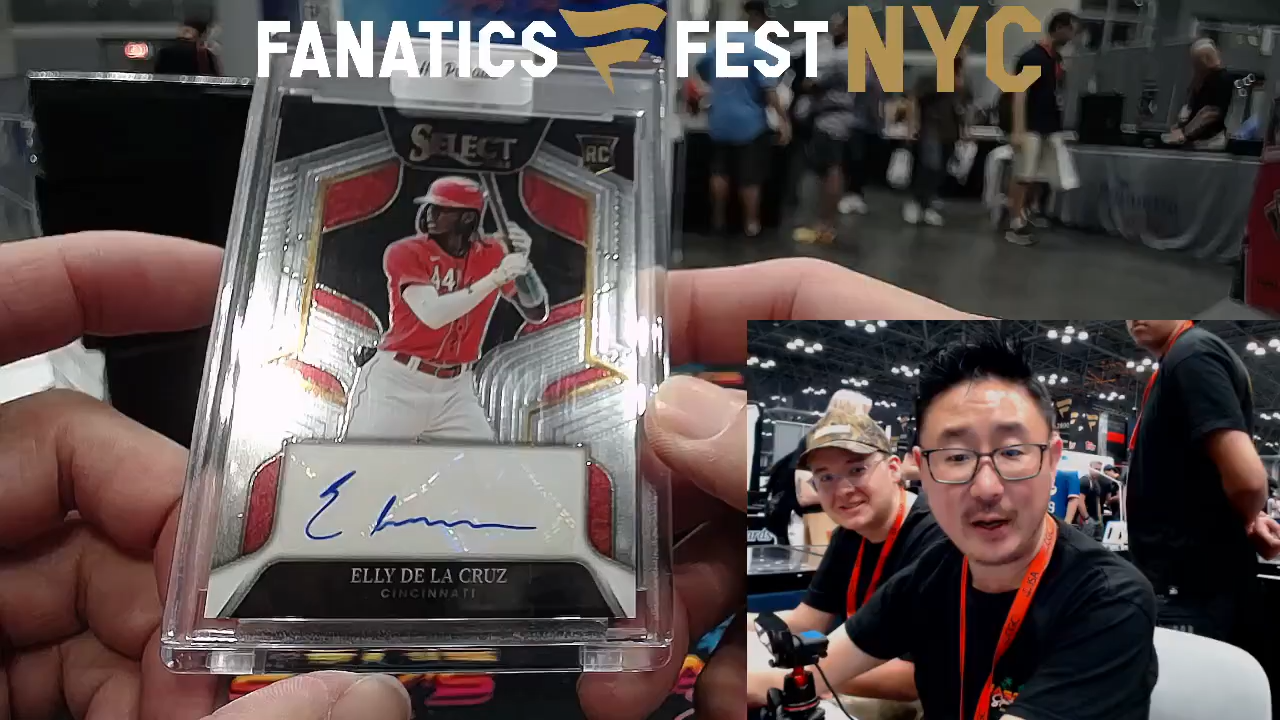 FANATICS FEST NYC
SELECT
RC
44
ELLY DE LA CRUZ
CINCINNATI